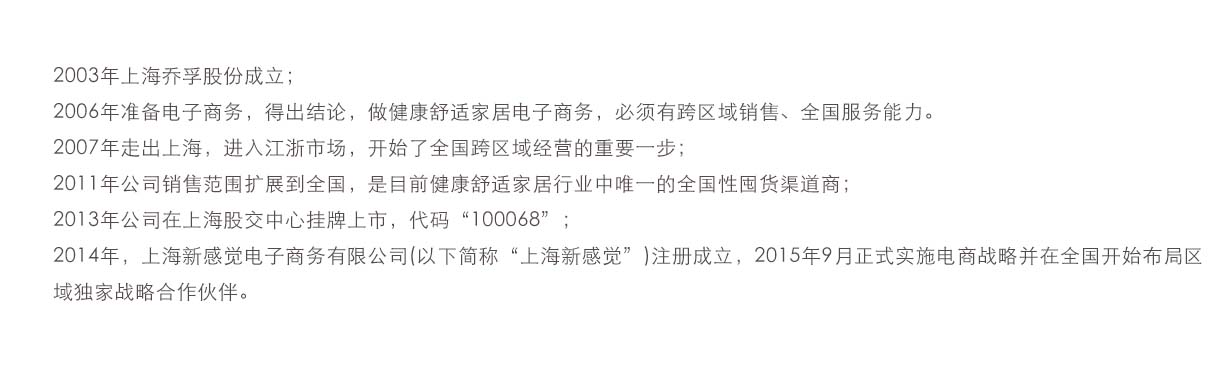 2003年上海乔孚股份成立；
2006年准备电子商务，得出结论，做健康舒适家居电子商务，必须有跨区域销售、全国服务能力。
2007年走出上海，进入江浙市场，开始了全国跨区域经营的重要一步；
2011年公司销售范围扩展到全国，是目前健康舒适家居行业中唯一的全国性囤货渠道商；
2013年公司在上海股交中心挂牌上市，代码“100068”；
2014年，上海新感觉电子商务有限公司(以下简称“上海新感觉”)注册成立，2015年9月正式实施电商战略并在全国开始布局区
域独家战略合作伙伴。